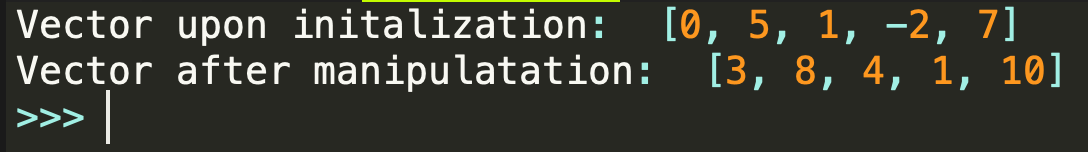 Vector upon initalization:  [0, 5, 1, -2, 7]
Vector after manipulatation:  [3, 8, 4, 1, 10]
>>>